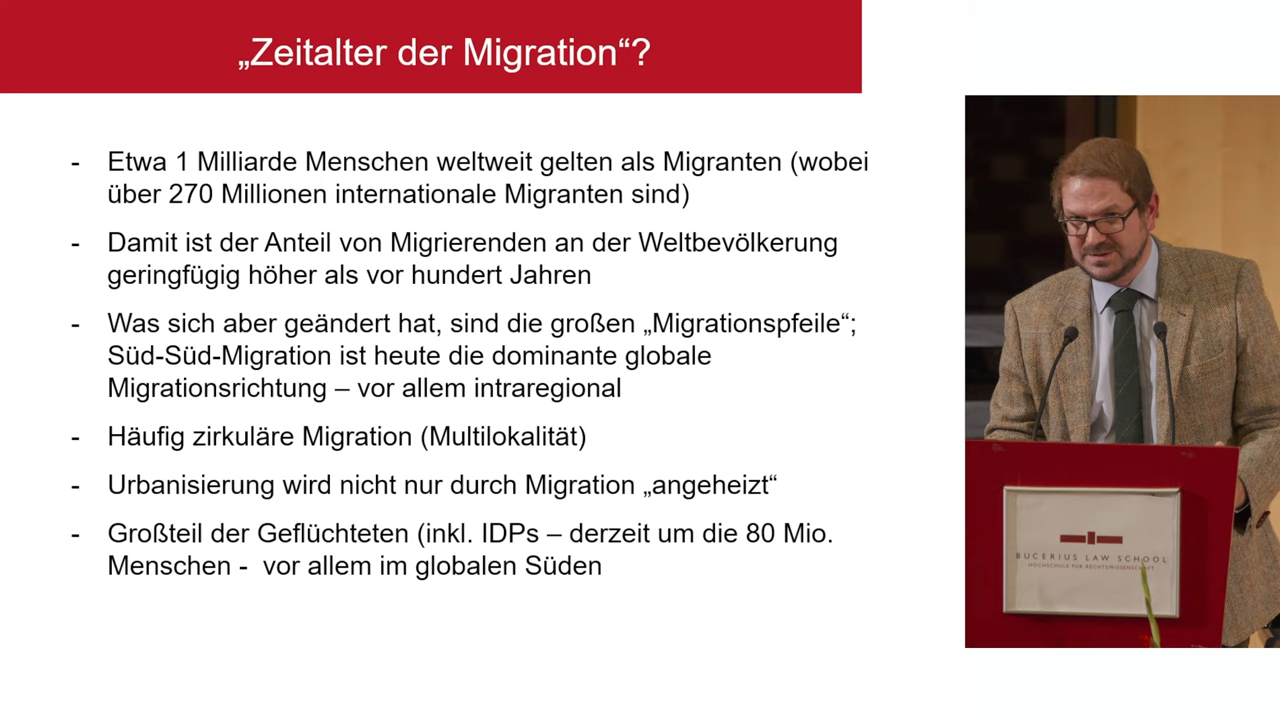 „Zeitalter der Migration“?
- Etwa 1 Milliarde Menschen weltweit gelten als Migranten (wobei
über 270 Millionen internationale Migranten sind)
- Damit ist der Anteil von Migrierenden an der Weltbevölkerung
geringfügig höher als vor hundert Jahren
- Was sich aber geändert hat, sind die großen „Migrationspfeile“;
Süd-Süd-Migration ist heute die dominante globale
Migrationsrichtung – vor allem intraregional
- Häufig zirkuläre Migration (Multilokalität)
- Urbanisierung wird nicht nur durch Migration „angeheizt“
- Großteil der Geflüchteten (inkl. IDPs – derzeit um die 80 Mio.
Menschen - vor allem im globalen Süden
BUCERIUS LAW SCHOOL
HOCHSCHULE FÜR RECHTSWISSENSCHAFT